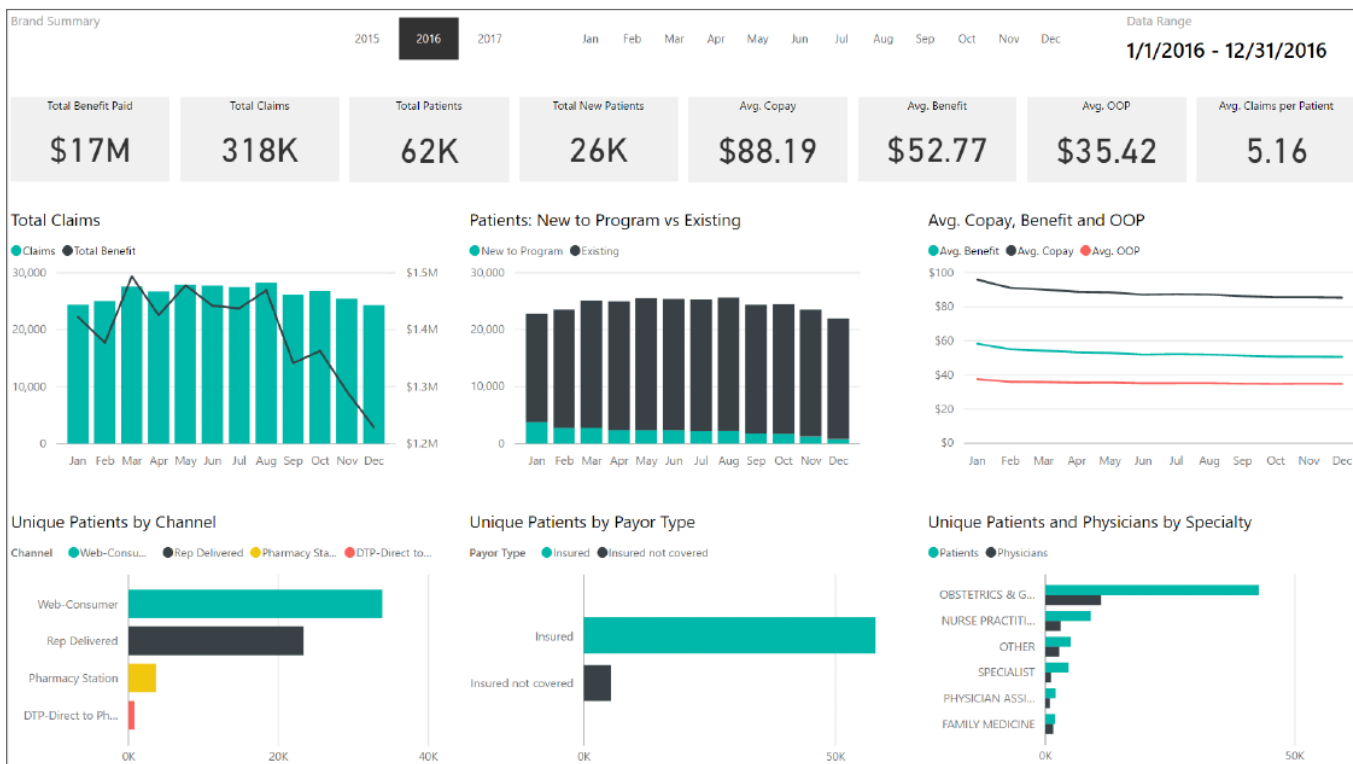 Brand Summary
2015 2016 2017
Jan Feb Mar Apr May Jun Jul Aug Sep Oct Nov Dec
Data Range
1/1/2016 - 12/31/2016
Total Benefit Paid
$17M
Total Claims
318K
Total Patients
62K
Total New Patients
26K
Avg. Copay
$88.19
Avg. Benefit
$52.77
Avg. OOP
$35.42
Avg. Claims per Patient
5.16
Total Claims
Claims Total Benefit
30,000
20,000
10,000
0
$1.5M
$1.4M
$1.3M
$1.2M
Jan Feb Mar Apr May Jun Jul Aug Sep Oct Nov Dec
Patients: New to Program vs Existing
New to Program Existing
30,000
20,000
10,000
0
Jan Feb Mar Apr May Jun Jul Aug Sep Oct Nov Dec
Avg. Copay, Benefit and OOP
Avg. Benefit Avg. Copay Avg. OOP
$100
$80
$60
$40
$20
$0
Jan Feb Mar Apr May Jun Jul Aug Sep Oct Nov Dec
Unique Patients by Channel
Channel Web-Consu... Rep Delivered Pharmacy Sta... DTP-Direct to...
Web-Consumer
Rep Delivered
Pharmacy Station
DTP-Direct to Ph...
0K 20K 40K
Unique Patients by Payor Type
Payor Type Insured Insured not covered
Insured
Insured not covered
0K 50K
Unique Patients and Physicians by Specialty
Patients Physicians
OBSTETRICS & G...
NURSE PRACTITI...
OTHER
SPECIALIST
PHYSICIAN ASSI...
FAMILY MEDICINE
0K 50K